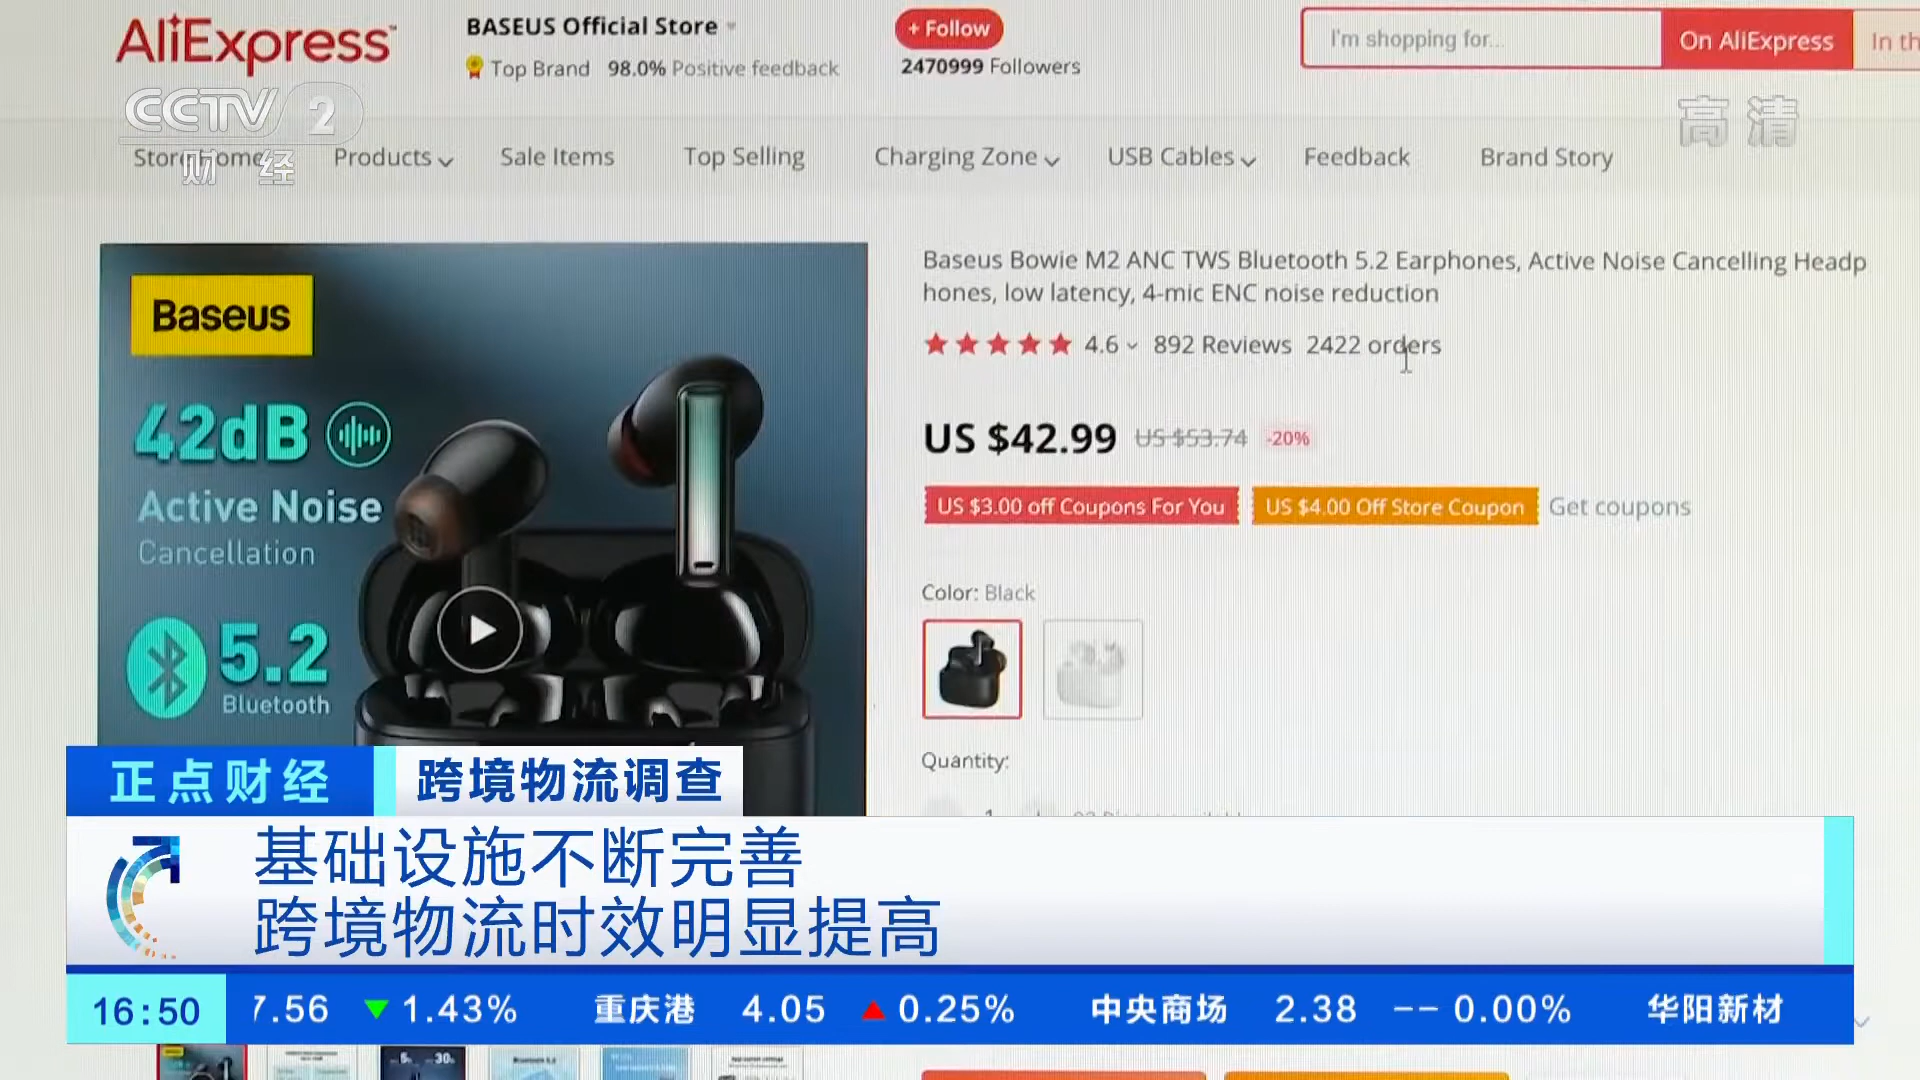 AliExpress
BASEUS Official Store
Top Brand 98.0% Positive feedback
+ Follow
2470999 Followers
I'm shopping for...
On AliExpress
In th
CCTV 2
财经
高清
Store Home
Products
Sale Items
Top Selling
Charging Zone
USB Cables
Feedback
Brand Story
Baseus
42dB
Active Noise
Cancellation
5.2
Bluetooth
Baseus Bowie M2 ANC TWS Bluetooth 5.2 Earphones, Active Noise Cancelling Headp
hones, low latency, 4-mic ENC noise reduction
4.6 892 Reviews 2422 orders
US $42.99 US $53.74 -20%
US $3.00 off Coupons For You
US $4.00 Off Store Coupon
Get coupons
Color: Black
Quantity:
正点财经
跨境物流调查
基础设施不断完善
跨境物流时效明显提高
16:50
7.56 ▼ 1.43% 重庆港 4.05 ▲ 0.25% 中央商场 2.38 -- 0.00% 华阳新材